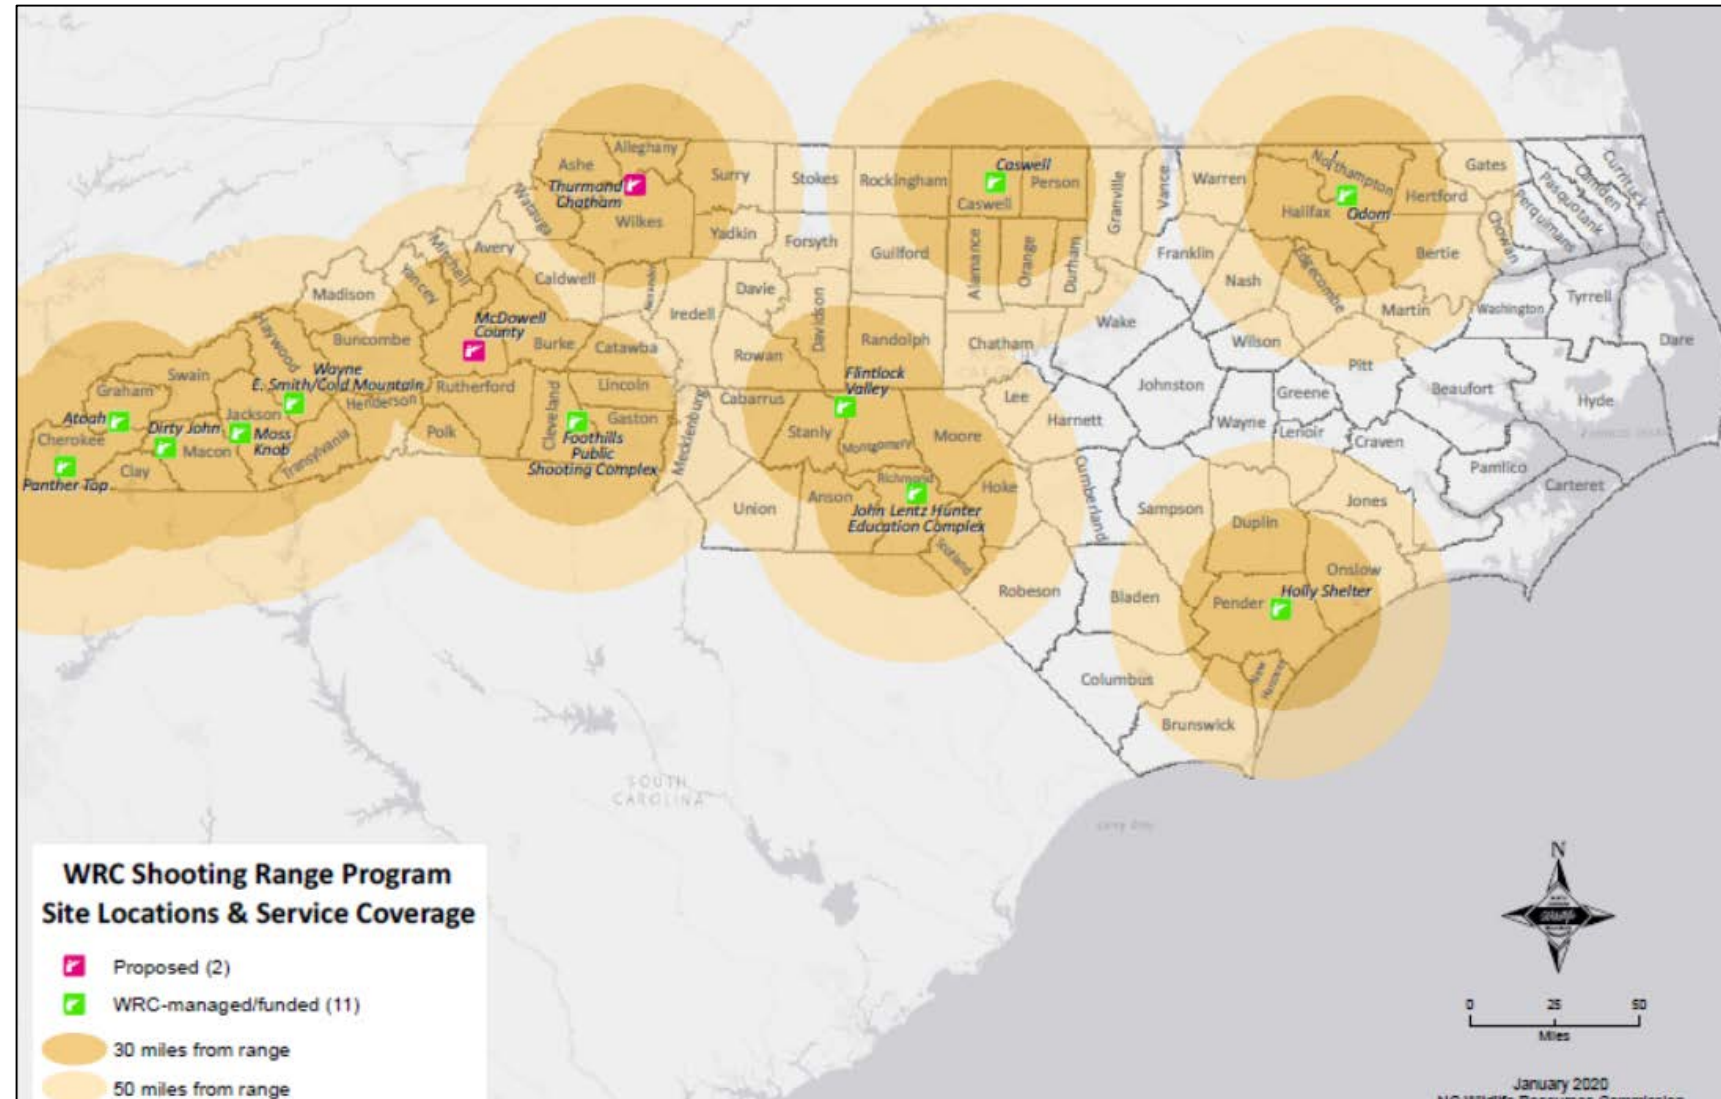 Alleghany
Ashe
Thurmond
Chatham
Wilkes
Surry
Stokes
Rockingham
Caswell
Caswell
Person
Granville
Vance
Warren
Northampton
Halifax
Odom
Hertford
Gates
Currituck
Camden
Pasquotank
Perquimans
Chowan
Bertie
Watauga
Yadkin
Forsyth
Guilford
Alamance
Orange
Durham
Franklin
Nash
Edgecombe
Martin
Washington
Tyrrell
Dare
Avery
Mitchell
Yancey
Madison
Caldwell
Iredell
Davie
Davidson
Randolph
Chatham
Wake
Wilson
Pitt
Beaufort
Hyde
McDowell
County
Burke
Catawba
Rowan
Buncombe
Haywood
Swain
Graham
Wayne
E. Smith/Cold Mountain
Henderson
Rutherford
Cleveland
Lincoln
Gaston
Mecklenburg
Cabarrus
Flintlock
Valley
Stanly
Montgomery
Moore
Lee
Harnett
Johnston
Wayne
Greene
Lenoir
Craven
Pamlico
Carteret
Jones
Atoah
Cherokee
Dirty John
Jackson
Moss
Knob
Macon
Clay
Transylvania
Polk
Panther Top
Foothills
Public
Shooting Complex
Union
Anson
Richmond
John Lentz Hunter
Education Complex
Scotland
Hoke
Cumberland
Sampson
Duplin
Onslow
Robeson
Bladen
Pender
Holly Shelter
New
Hanover
Columbus
Brunswick
SOUTH
CAROLINA
Long Bay
WRC Shooting Range Program
Site Locations & Service Coverage
Proposed (2)
WRC-managed/funded (11)
30 miles from range
50 miles from range
N
0 25 50
Miles
January 2020
NC Wildlife Resources Commission